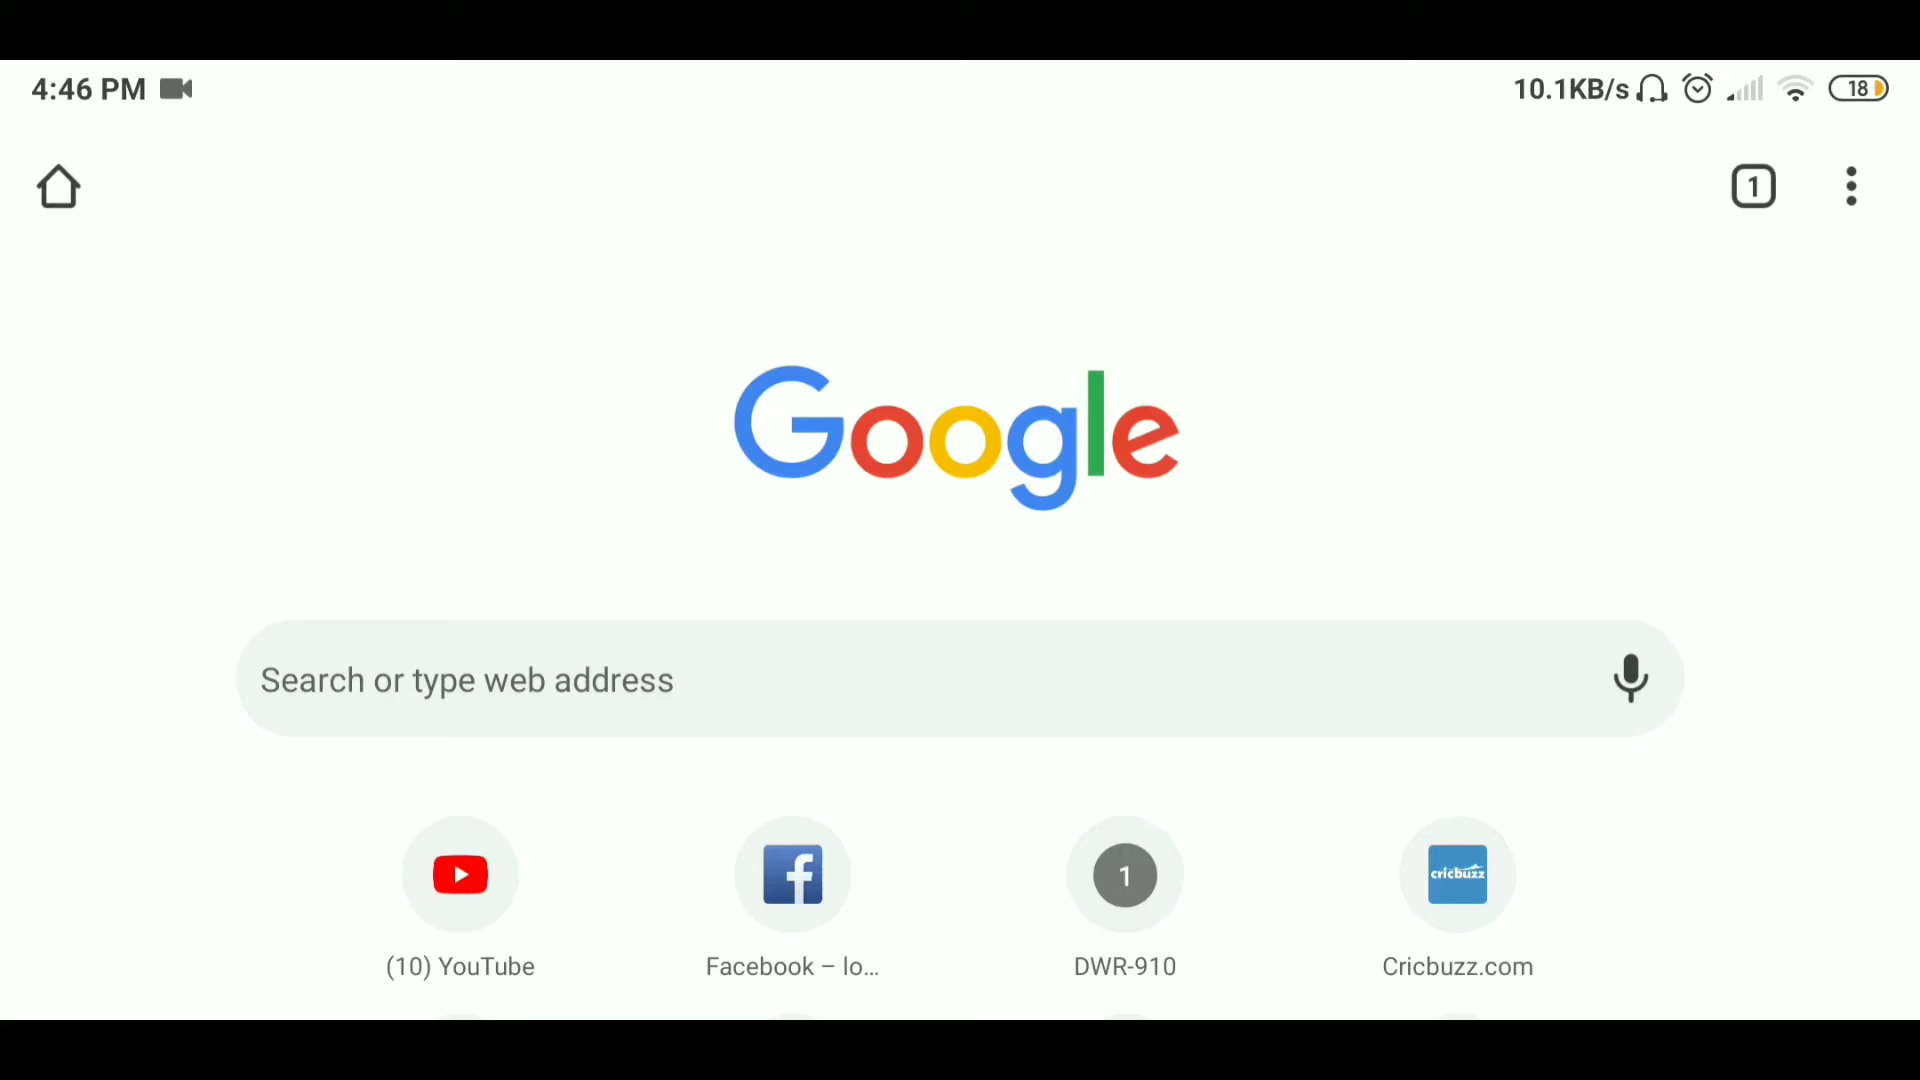 4:46 PM 10.1KB/s 18
1
Google
Search or type web address
1 cricbuzz
(10) YouTube Facebook – lo... DWR-910 Cricbuzz.com